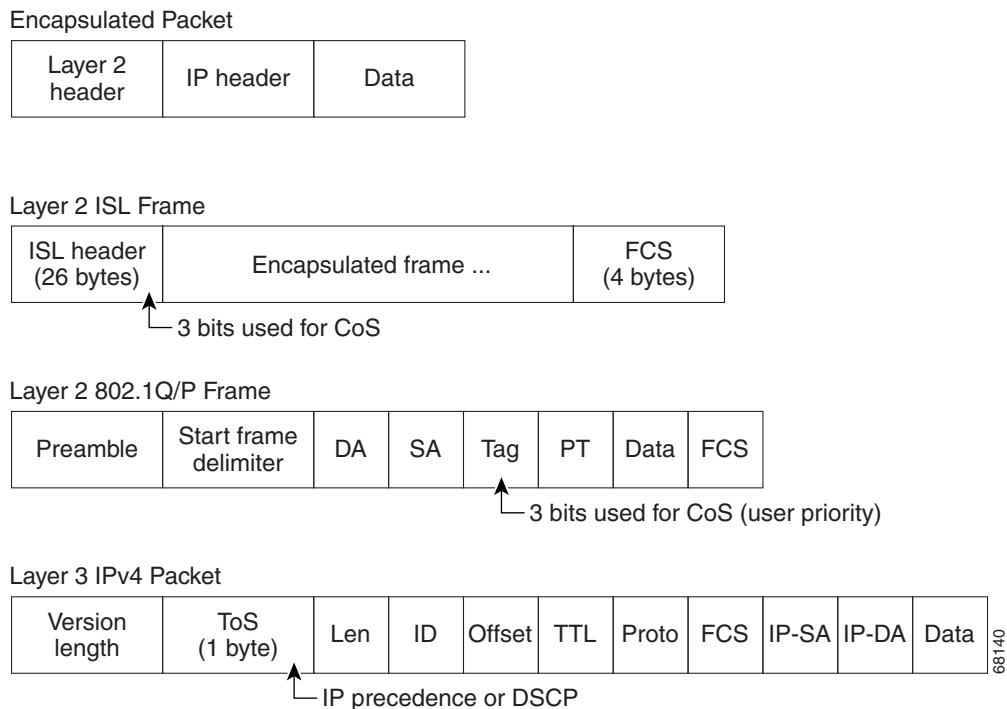 Encapsulated Packet
Layer 2
header
IP header
Data
Layer 2 ISL Frame
ISL header
(26 bytes)
Encapsulated frame ...
FCS
(4 bytes)
3 bits used for CoS
Layer 2 802.1Q/P Frame
Preamble
Start frame
delimiter
DA
SA
Tag
PT
Data
FCS
3 bits used for CoS (user priority)
Layer 3 IPv4 Packet
Version
length
ToS
(1 byte)
Len
ID
Offset
TTL
Proto
FCS
IP-SA
IP-DA
Data
68140
IP precedence or DSCP